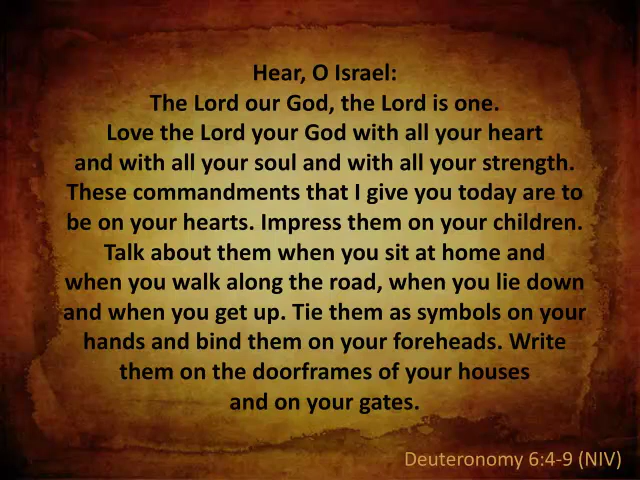 Hear, O Israel:
The Lord our God, the Lord is one.
Love the Lord your God with all your heart
and with all your soul and with all your strength.
These commandments that I give you today are to
be on your hearts. Impress them on your children.
Talk about them when you sit at home and
when you walk along the road, when you lie down
and when you get up. Tie them as symbols on your
hands and bind them on your foreheads. Write
them on the doorframes of your houses
and on your gates.
Deuteronomy 6:4-9 (NIV)